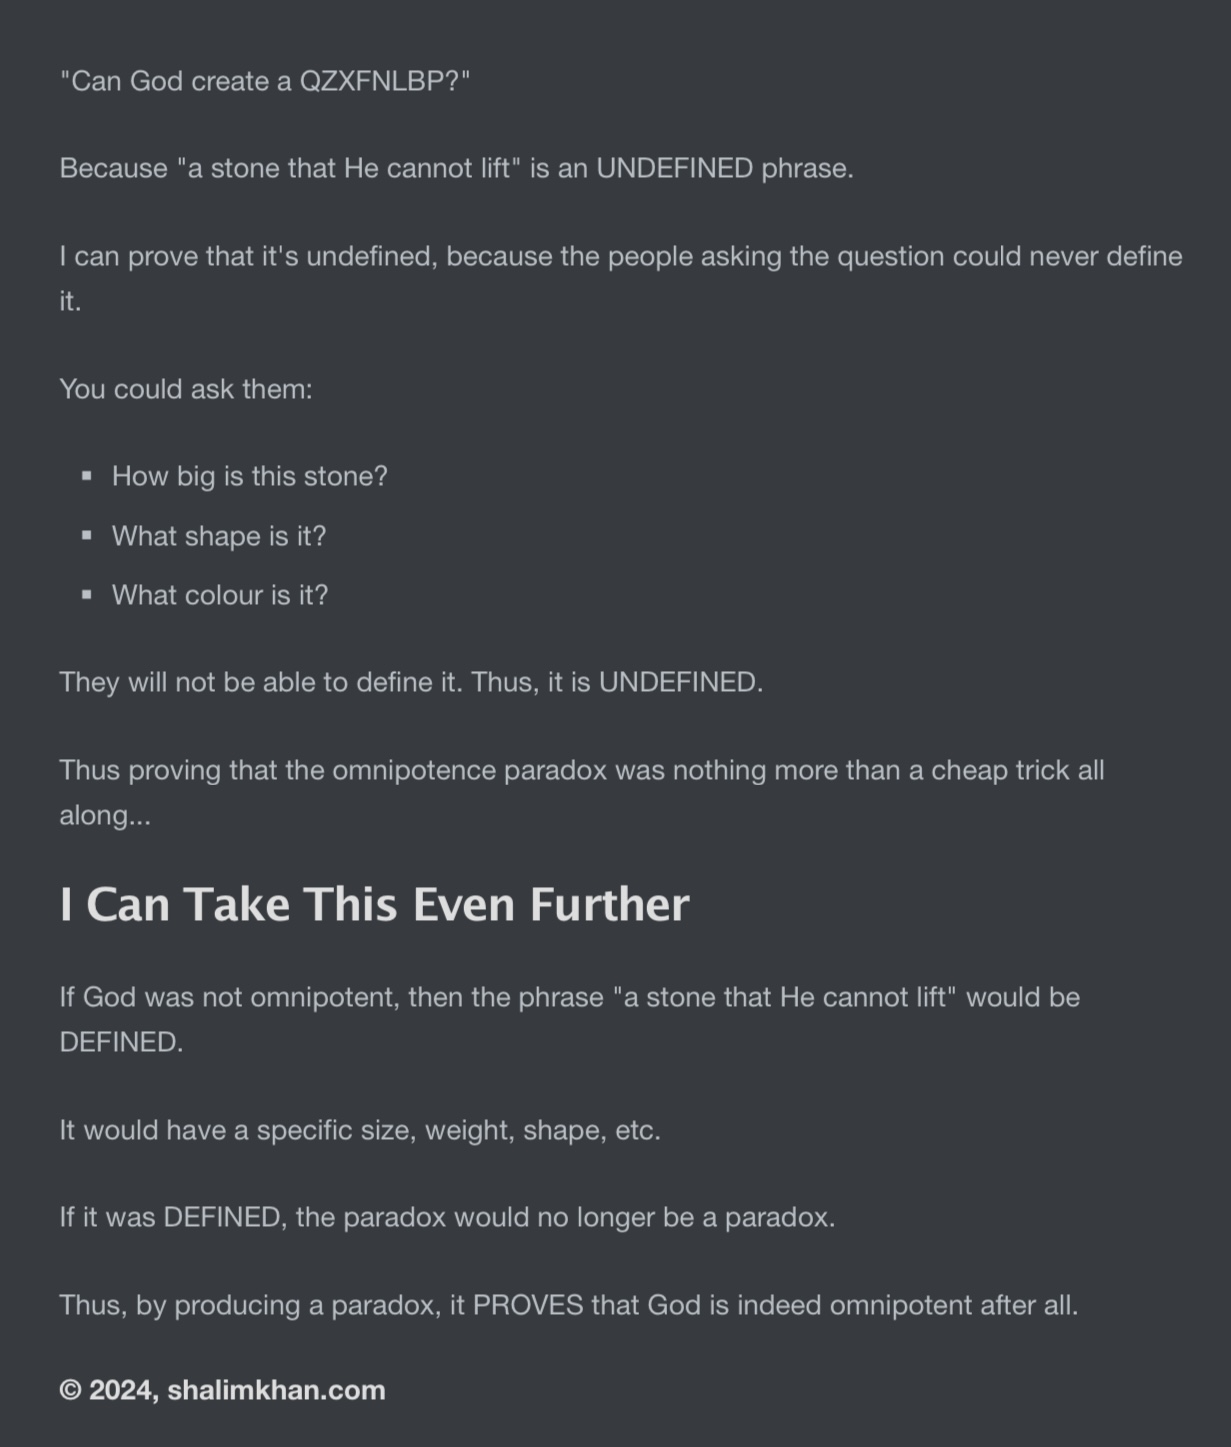 "Can God create a QZXFNLBP?"
Because "a stone that He cannot lift" is an UNDEFINED phrase.
I can prove that it's undefined, because the people asking the question could never define
it.
You could ask them:
▪ How big is this stone?
▪ What shape is it?
▪ What colour is it?
They will not be able to define it. Thus, it is UNDEFINED.
Thus proving that the omnipotence paradox was nothing more than a cheap trick all
along...
I Can Take This Even Further
If God was not omnipotent, then the phrase "a stone that He cannot lift" would be
DEFINED.
It would have a specific size, weight, shape, etc.
If it was DEFINED, the paradox would no longer be a paradox.
Thus, by producing a paradox, it PROVES that God is indeed omnipotent after all.
© 2024, shalimkhan.com